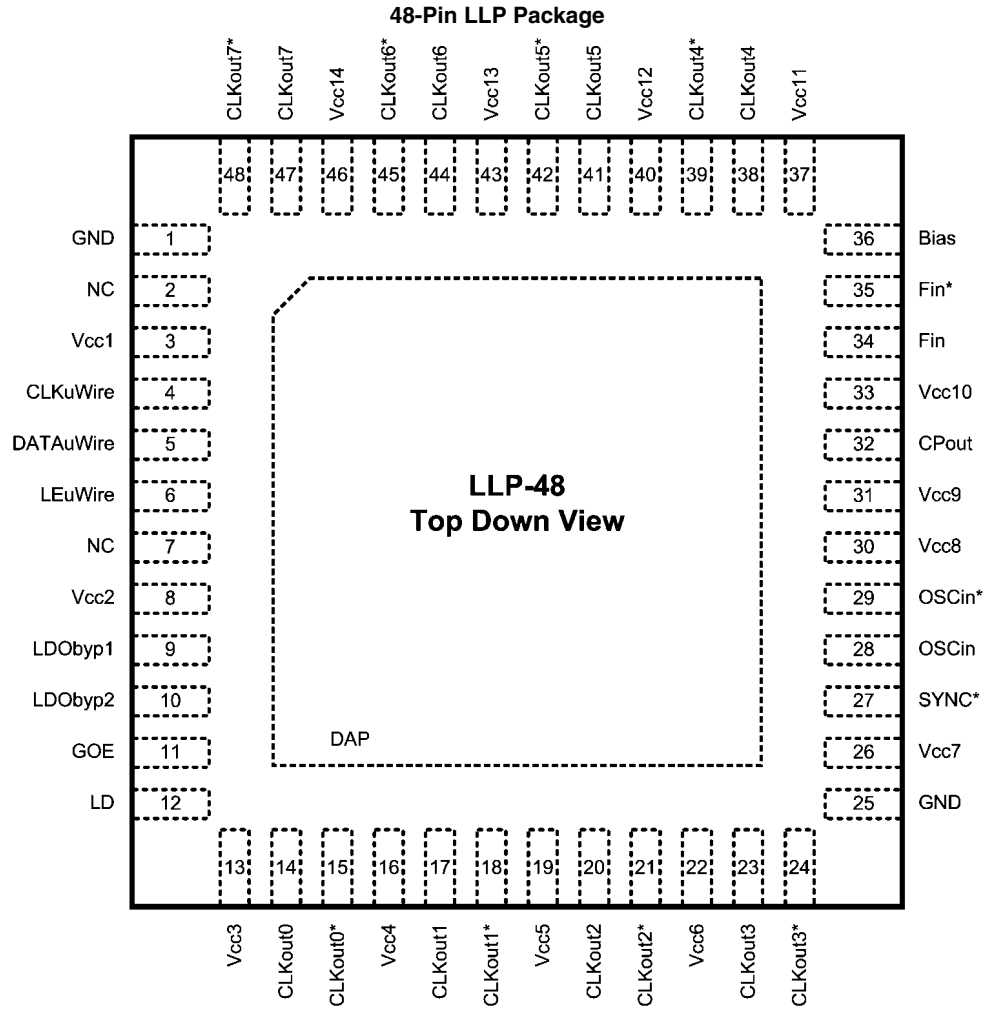 48-Pin LLP Package
CLKout7*
CLKout7
Vcc14
CLKout6*
CLKout6
Vcc13
CLKout5*
CLKout5
Vcc12
CLKout4*
CLKout4
Vcc11
48 47 46 45 44 43 42 41 40 39 38 37
GND 1 36 Bias
NC 2 35 Fin*
Vcc1 3 34 Fin
CLKuWire 4 33 Vcc10
DATAuWire 5 32 CPout
LEuWire 6 31 Vcc9
NC 7 30 Vcc8
Vcc2 8 29 OSCin*
LDObyp1 9 28 OSCin
LDObyp2 10 27 SYNC*
GOE 11 26 Vcc7
LD 12 25 GND
LLP-48
Top Down View
DAP
13 14 15 16 17 18 19 20 21 22 23 24
Vcc3
CLKout0
CLKout0*
Vcc4
CLKout1
CLKout1*
Vcc5
CLKout2
CLKout2*
Vcc6
CLKout3
CLKout3*